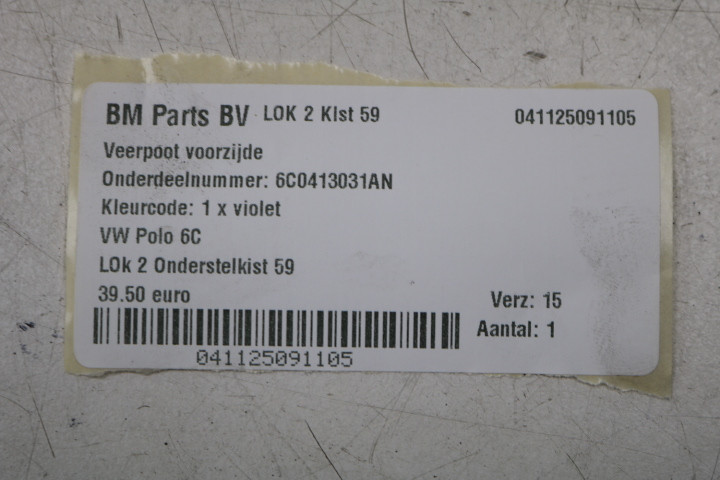 BM Parts BV LOK 2 KIst 59 041125091105
Veerpoot voorzijde
Onderdeelnummer: 6C0413031AN
Kleurcode: 1 x violet
VW Polo 6C
LOk 2 Onderstelkist 59
39.50 euro Verz: 15
Aantal: 1
041125091105